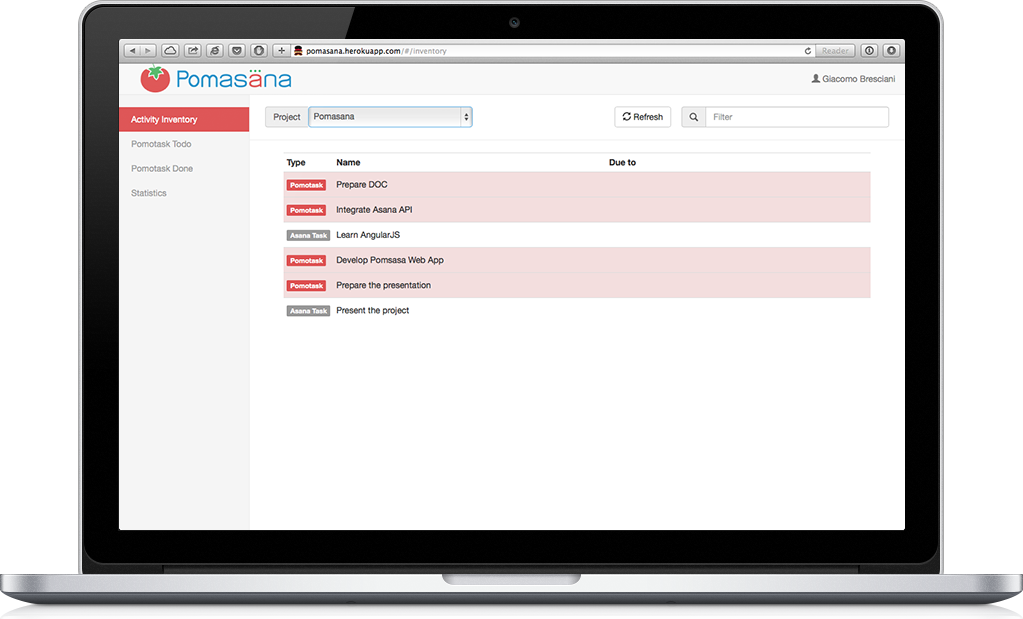 pomasana.herokuapp.com/#/inventory
Reader
Pomasäna
Giacomo Bresciani
Activity Inventory
Pomotask Todo
Pomotask Done
Statistics
Project Pomasana
Refresh
Filter
Type Name Due to
Pomotask Prepare DOC
Pomotask Integrate Asana API
Asana Task Learn AngularJS
Pomotask Develop Pomsasa Web App
Pomotask Prepare the presentation
Asana Task Present the project